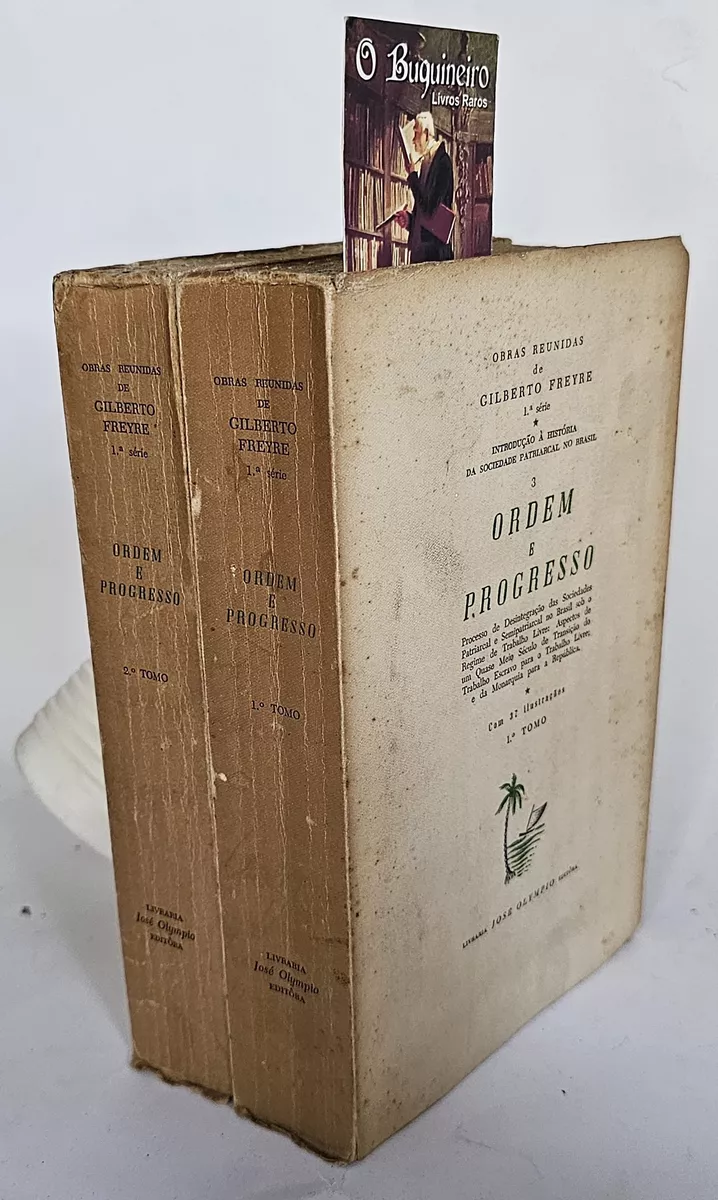 O Buquineiro
Livros Raros
OBRAS REUNIDAS
DE
GILBERTO
FREYRE
1.ª série
ORDEM
E
PROGRESSO
2.º TOMO
LIVRARIA
José Olympio
EDITÔRA
OBRAS REUNIDAS
DE
GILBERTO
FREYRE
1.ª série
ORDEM
E
PROGRESSO
1.º TOMO
LIVRARIA
José Olympio
EDITÔRA
OBRAS REUNIDAS
de
GILBERTO FREYRE
1.ª série
INTRODUÇÃO À HISTÓRIA
DA SOCIEDADE PATRIARCAL NO BRASIL
3
ORDEM
E
PROGRESSO
Processo de Desintegração das Sociedades
Patriarcal e Semipatriarcal no Brasil sob o
Regime de Trabalho Livre: Aspectos de
um Quase Meio Século de Transição do
Trabalho Escravo para o Trabalho Livre;
e da Monarquia para a República.
Com 37 ilustrações
1.º TOMO
LIVRARIA JOSÉ OLYMPIO EDITÔRA